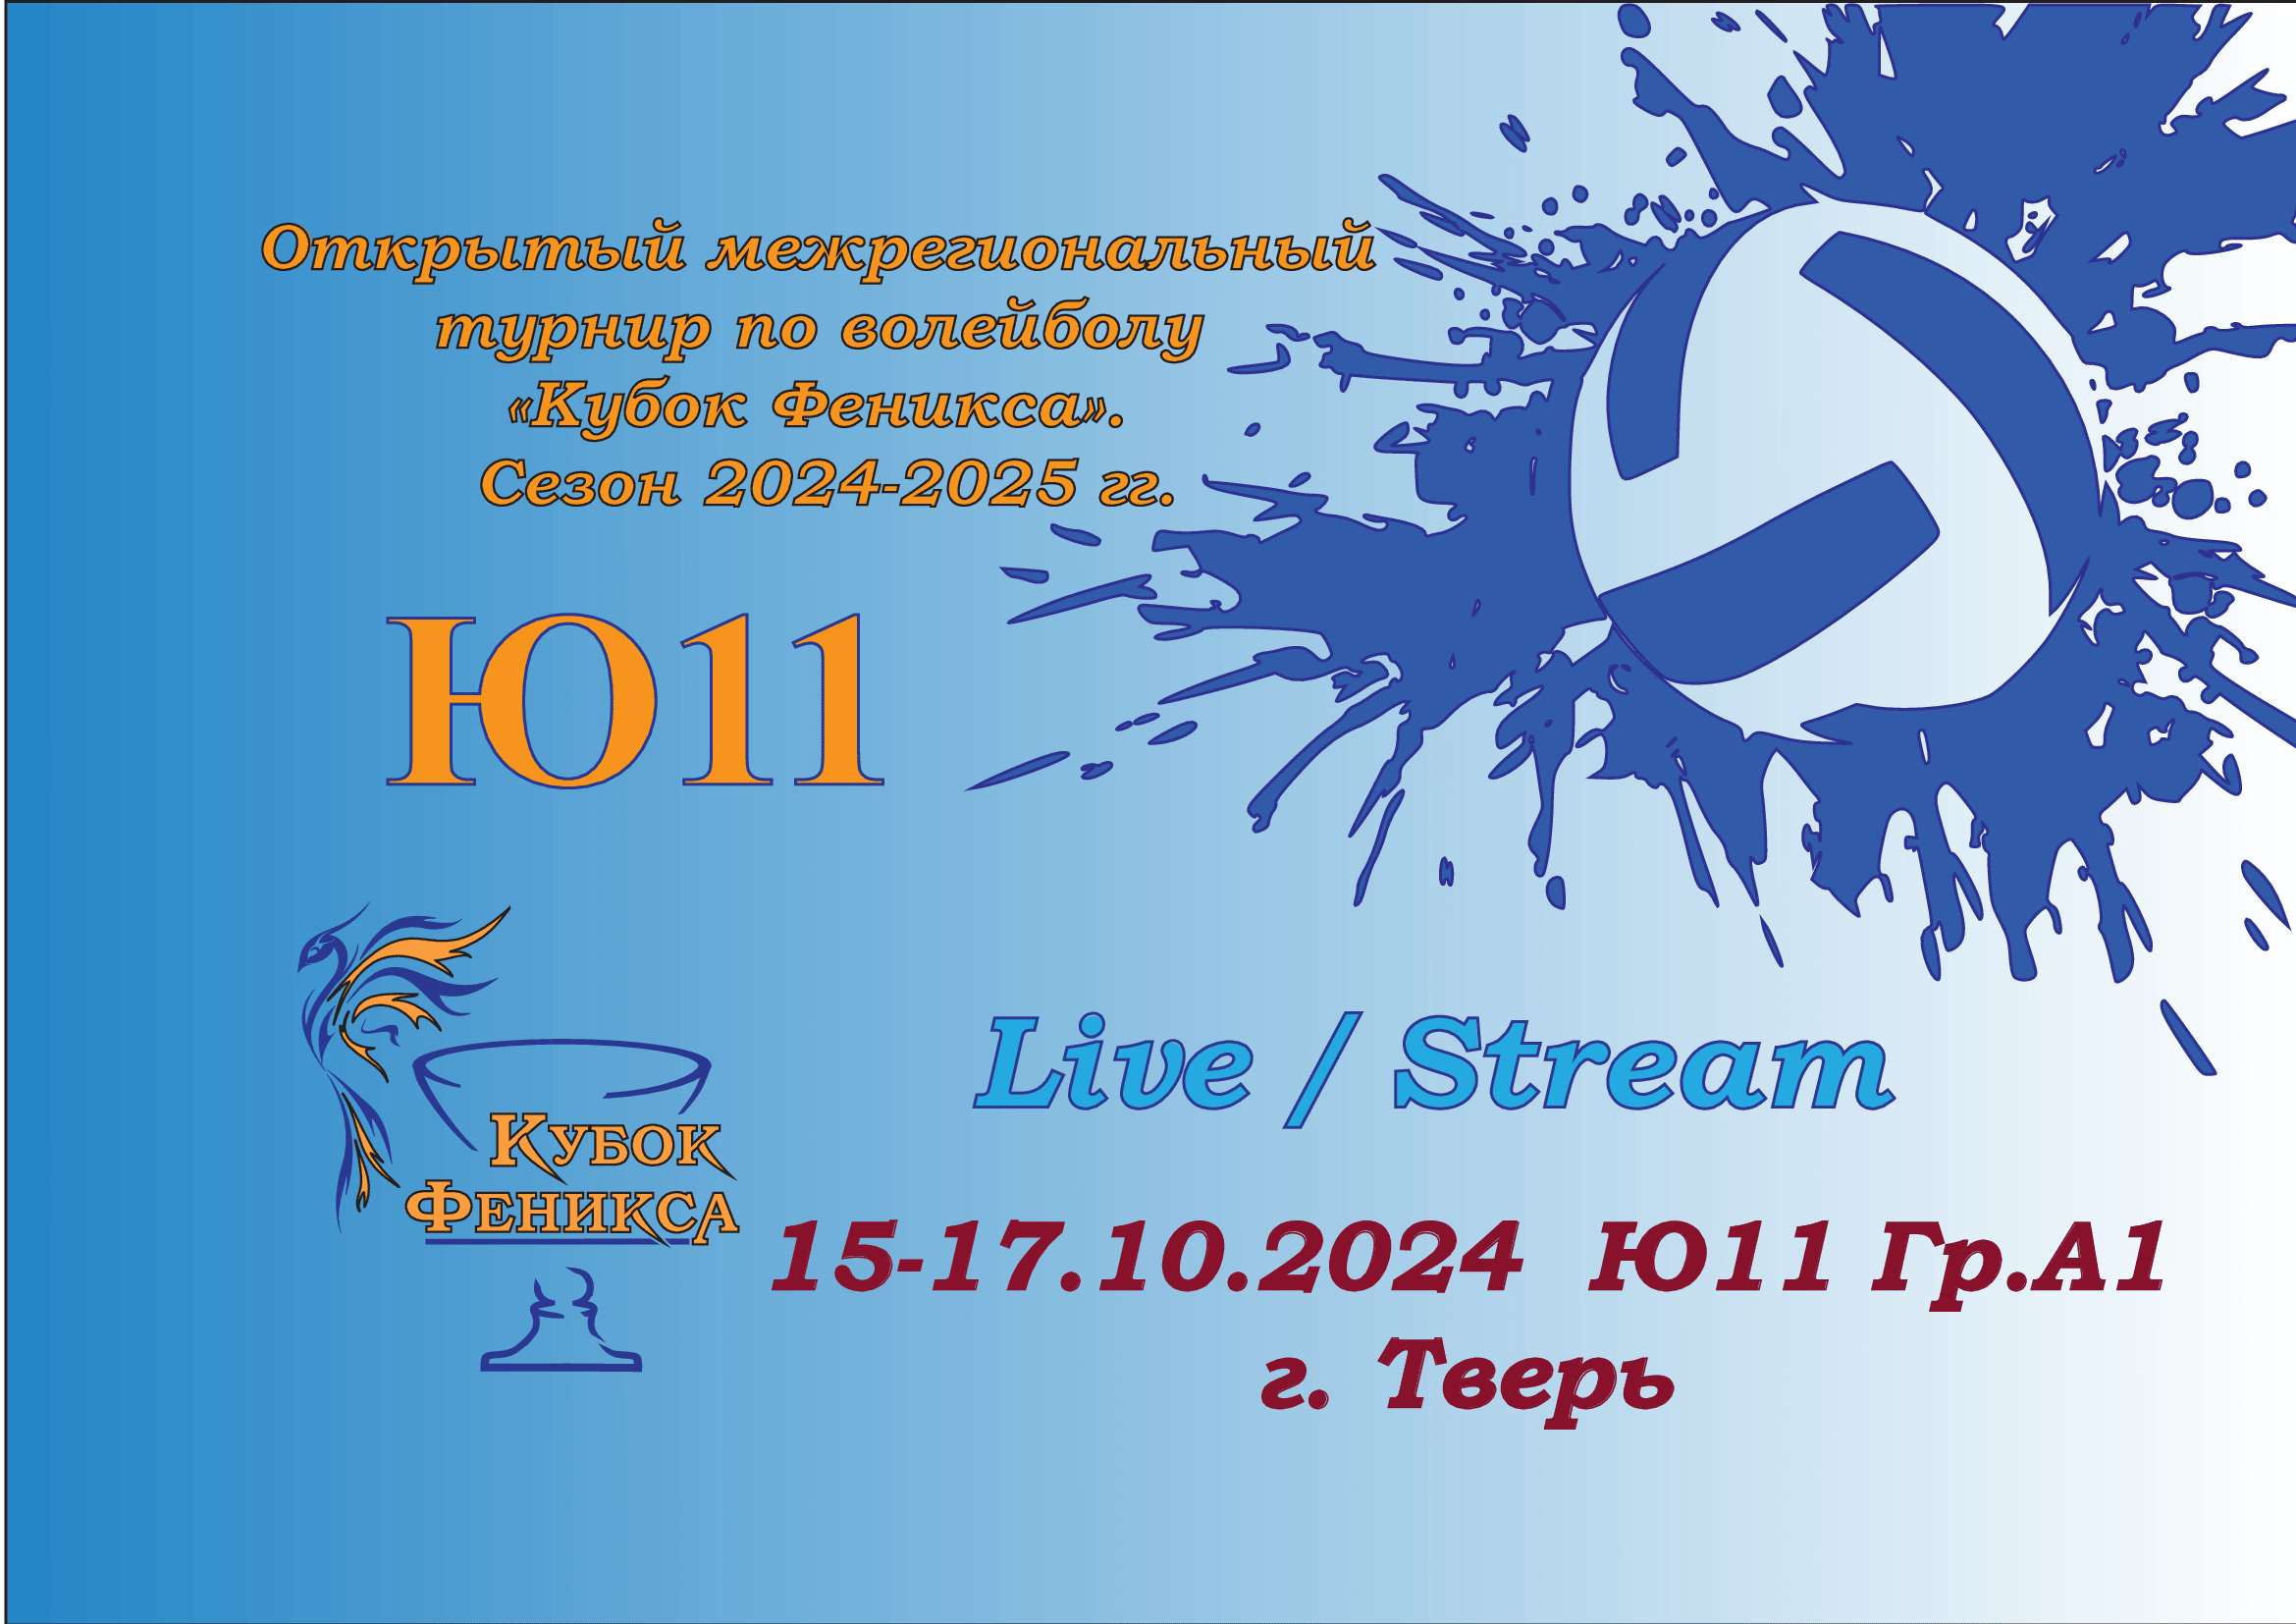 Открытый межрегиональный
турнир по волейболу
«Кубок Феникса».
Сезон 2024-2025 гг.
Ю11
Live / Stream
Кубок
Феникса
15-17.10.2024 Ю11 Гр.А1
г. Тверь